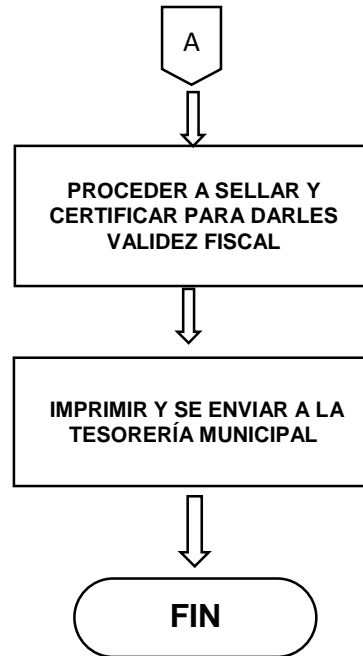 A
PROCEDER A SELLAR Y
CERTIFICAR PARA DARLES
VALIDEZ FISCAL
IMPRIMIR Y SE ENVIAR A LA
TESORERÍA MUNICIPAL
FIN